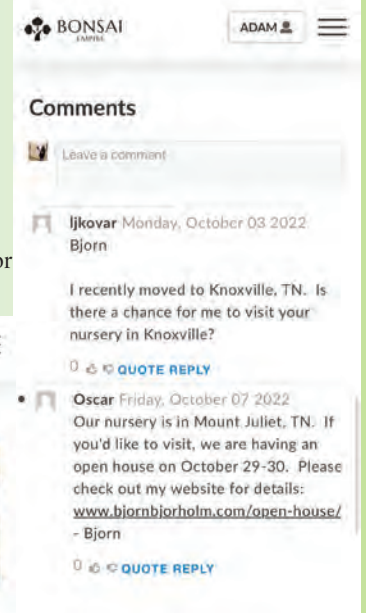 BONSAI
EMPIRE
ADAM
Comments
Leave a comment
ljkovar Monday, October 03 2022
Bjorn
I recently moved to Knoxville, TN. Is
there a chance for me to visit your
nursery in Knoxville?
0 QUOTE REPLY
Oscar Friday, October 07 2022
Our nursery is in Mount Juliet, TN. If
you'd like to visit, we are having an
open house on October 29-30. Please
check out my website for details:
www.bjornbjorholm.com/open-house/
- Bjorn
0 QUOTE REPLY
or